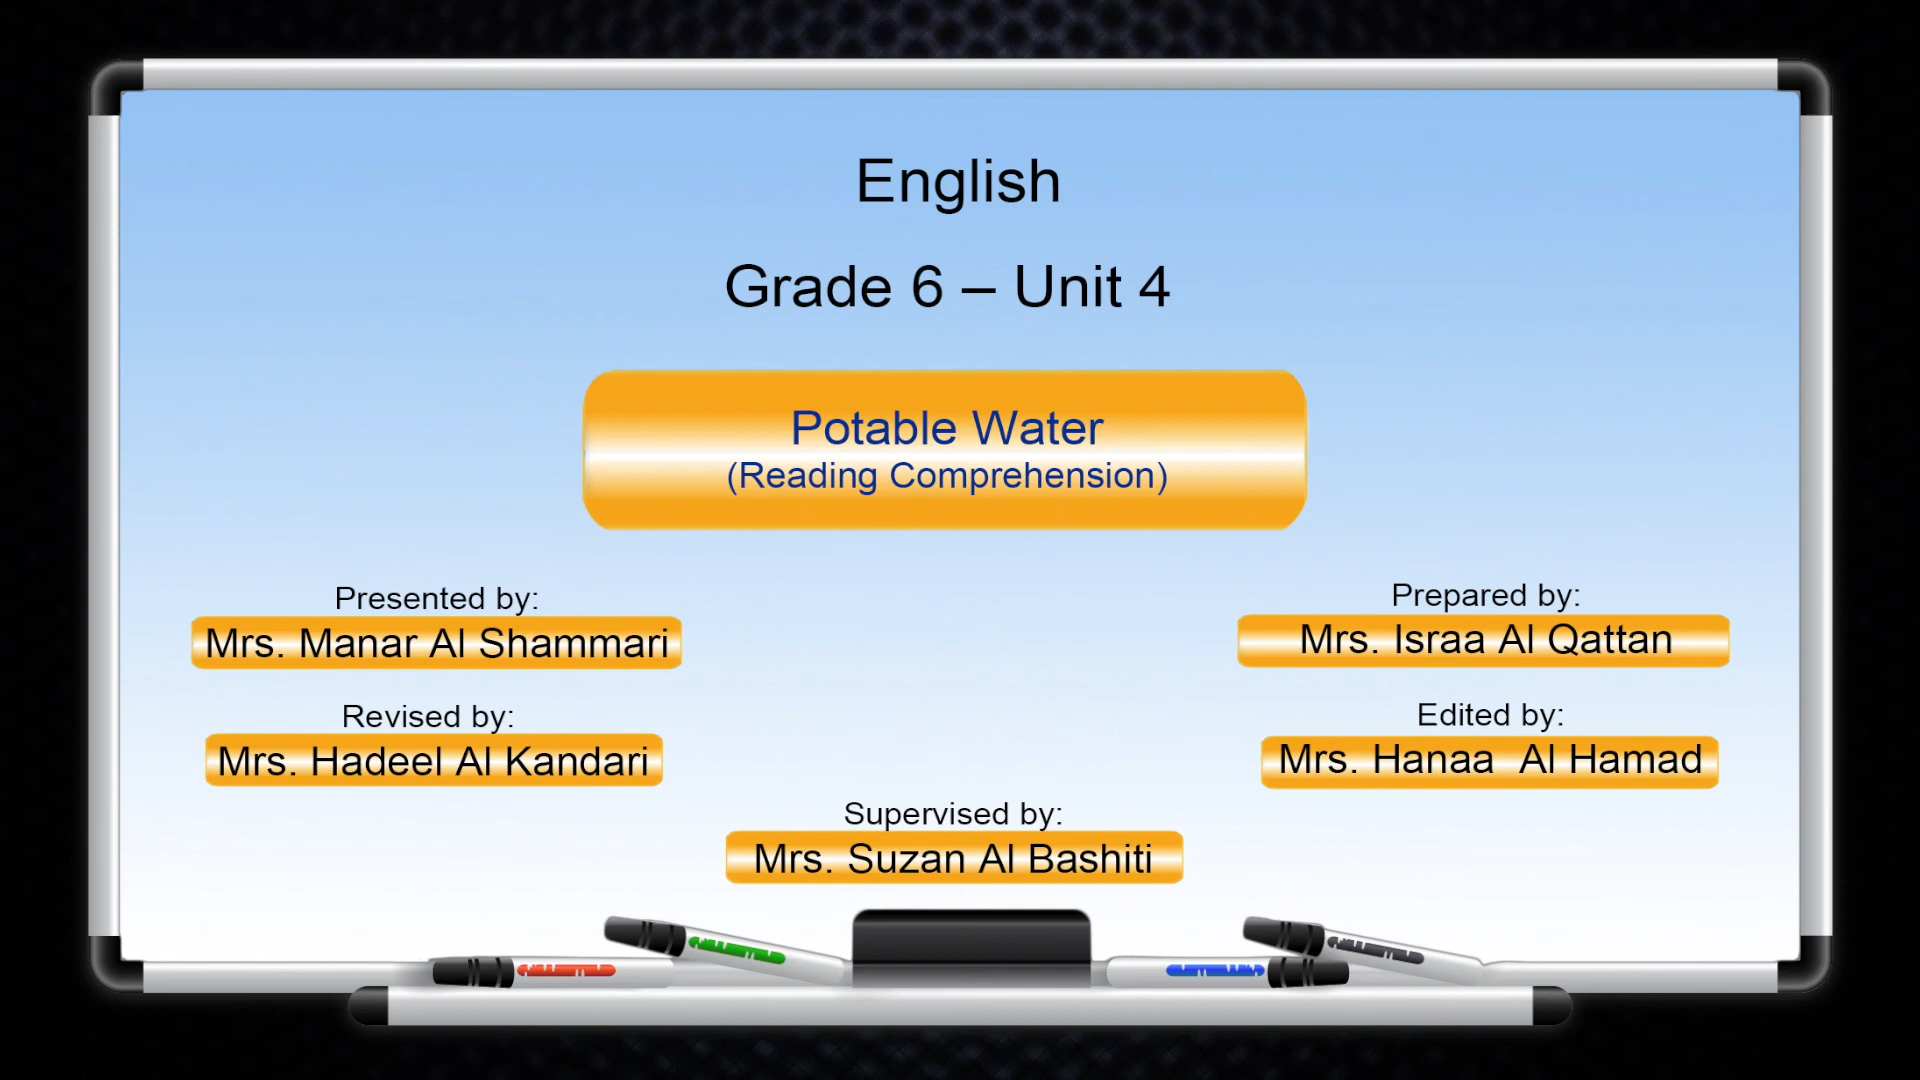 English
Grade 6 – Unit 4
Potable Water
(Reading Comprehension)
Presented by:
Mrs. Manar Al Shammari
Prepared by:
Mrs. Israa Al Qattan
Revised by:
Mrs. Hadeel Al Kandari
Edited by:
Mrs. Hanaa  Al Hamad
Supervised by:
Mrs. Suzan Al Bashiti